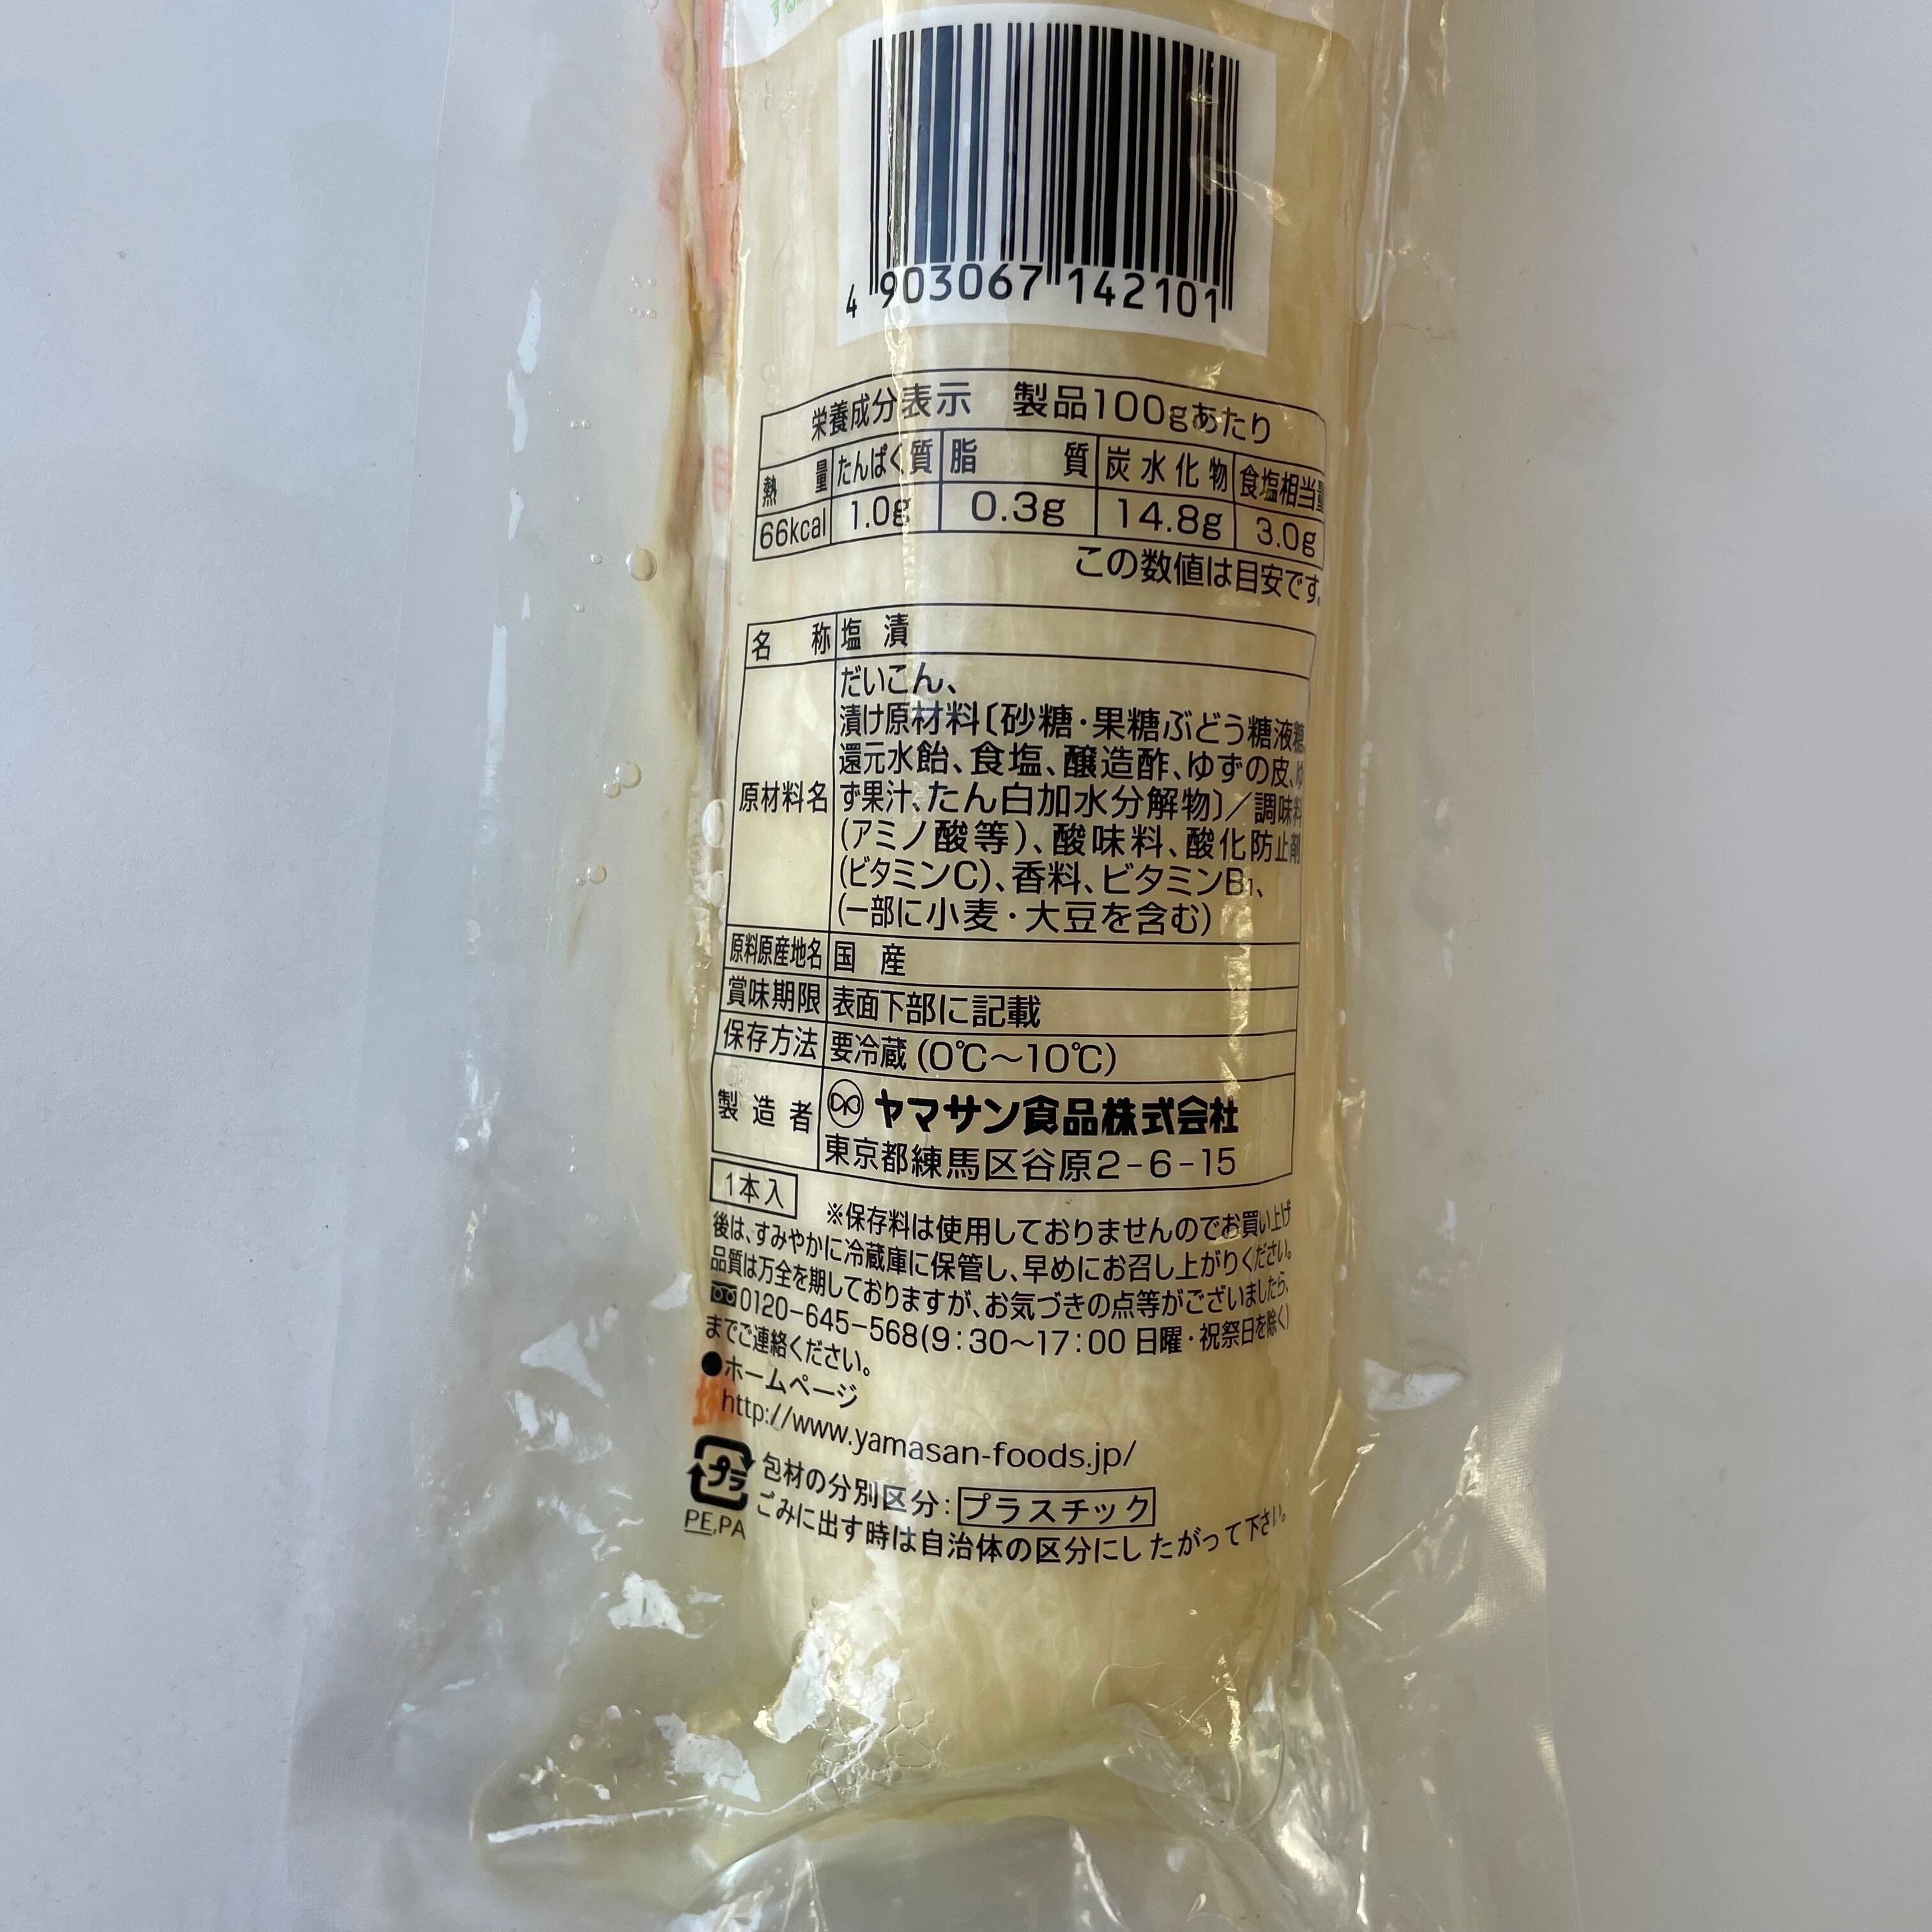 4 903067 142101
栄養成分表示 製品100gあたり
熱量 たんぱく質 脂質 炭水化物 食塩相当量
66kcal 1.0g 0.3g 14.8g 3.0g
この数値は目安です。
名称 塩漬
原材料名 だいこん、
漬け原材料〔砂糖・果糖ぶどう糖液糖、
還元水飴、食塩、醸造酢、ゆずの皮、ゆ
ず果汁、たん白加水分解物〕／調味料
(アミノ酸等)、酸味料、酸化防止剤
(ビタミンC)、香料、ビタミンB₁、
(一部に小麦・大豆を含む)
原料原産地名 国産
賞味期限 表面下部に記載
保存方法 要冷蔵(0℃〜10℃)
製造者 ヤマサン食品株式会社
東京都練馬区谷原2-6-15
1本入
※保存料は使用しておりませんのでお買い上げ
後は、すみやかに冷蔵庫に保管し、早めにお召し上がりください。
品質は万全を期しておりますが、お気づきの点等がございましたら、
0120-645-568(9:30〜17:00 日曜・祝祭日を除く)
までご連絡ください。
●ホームページ
http://www.yamasan-foods.jp/
プラ 包材の分別区分:プラスチック
PE,PA ごみに出す時は自治体の区分にしたがって下さい。